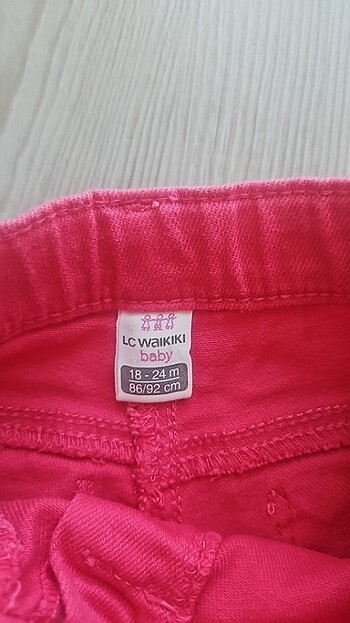 LC WAIKIKI
baby
18 - 24 m
86/92 cm